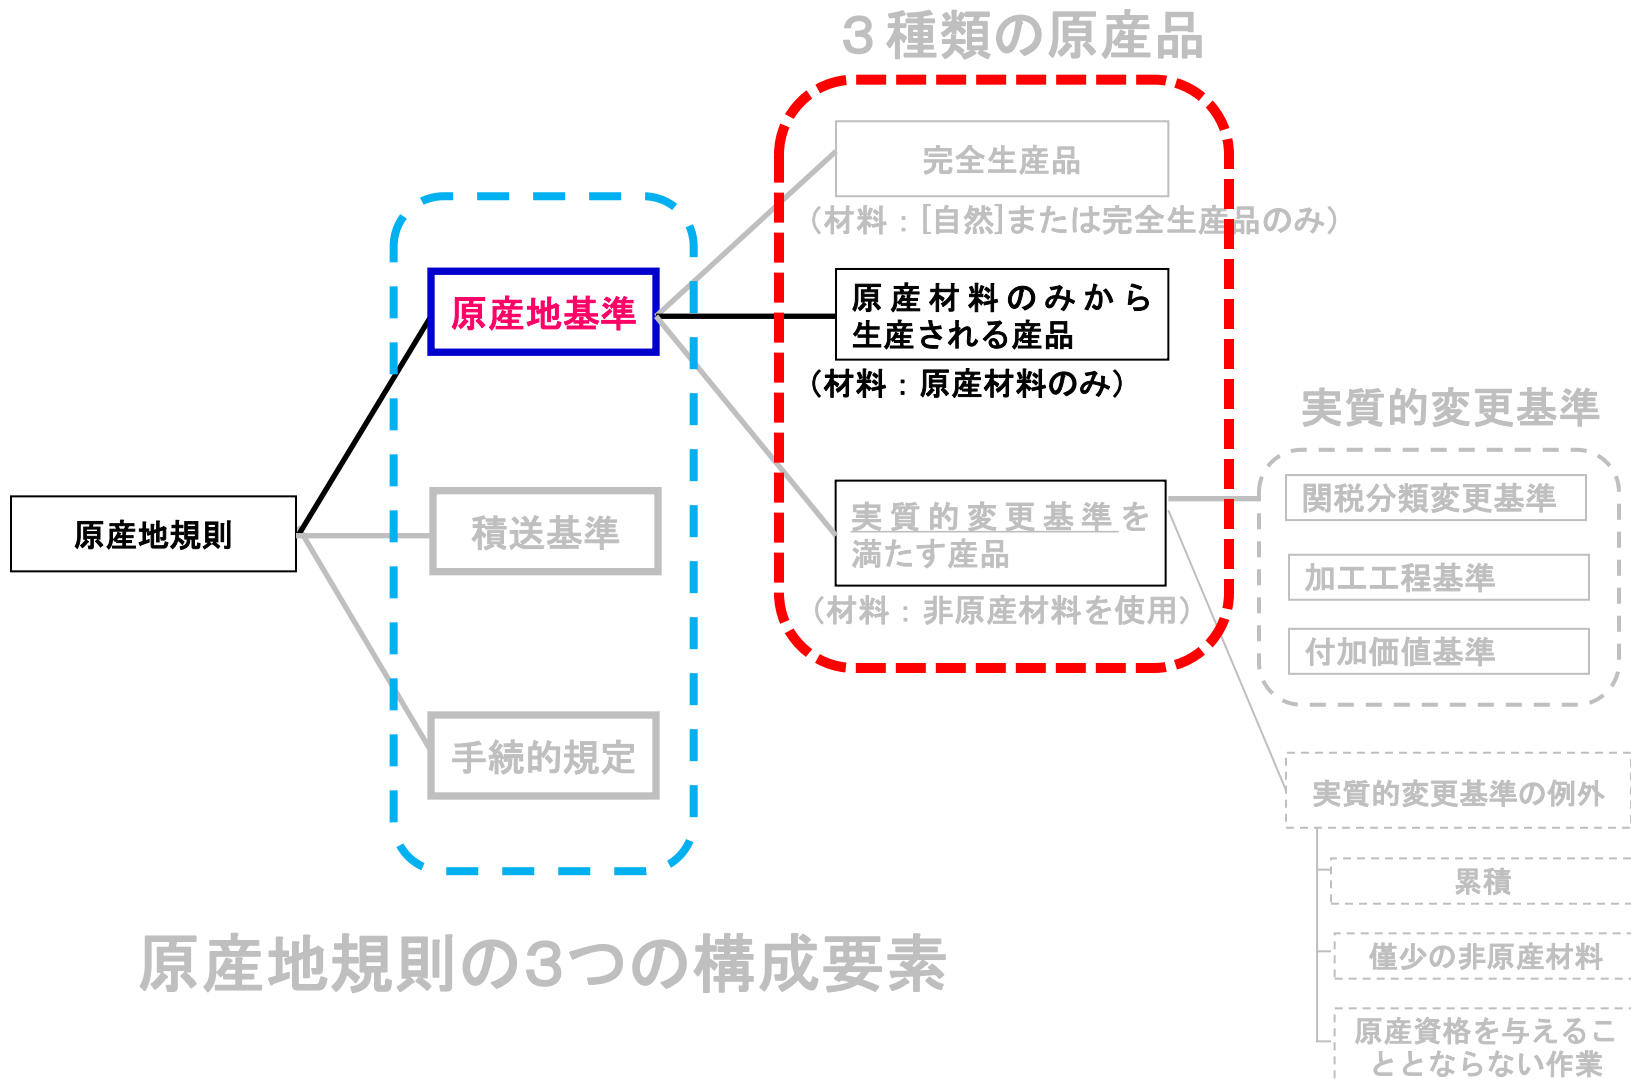 ３種類の原産品
完全生産品
（材料：[自然]または完全生産品のみ）
原産地基準
原産材料のみから
生産される産品
（材料：原産材料のみ）
実質的変更基準
関税分類変更基準
原産地規則
積送基準
実質的変更基準を
満たす産品
加工工程基準
（材料：非原産材料を使用）
付加価値基準
手続的規定
実質的変更基準の例外
累積
原産地規則の3つの構成要素
僅少の非原産材料
原産資格を与えるこ
ととならない作業